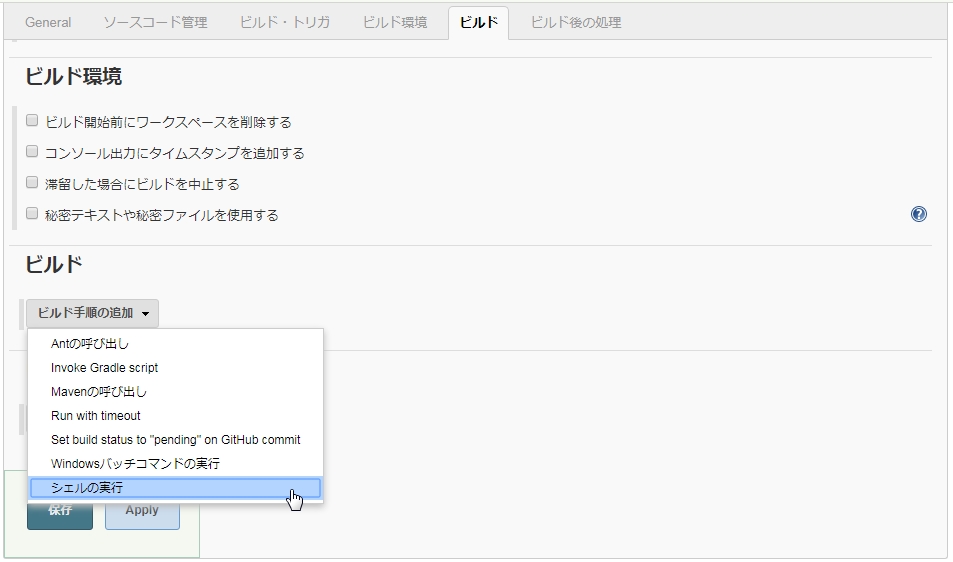 General ソースコード管理 ビルド・トリガ ビルド環境 ビルド ビルド後の処理
ビルド環境
ビルド開始前にワークスペースを削除する
コンソール出力にタイムスタンプを追加する
滞留した場合にビルドを中止する
秘密テキストや秘密ファイルを使用する
ビルド
ビルド手順の追加
Antの呼び出し
Invoke Gradle script
Mavenの呼び出し
Run with timeout
Set build status to "pending" on GitHub commit
Windowsバッチコマンドの実行
シェルの実行
保存 Apply